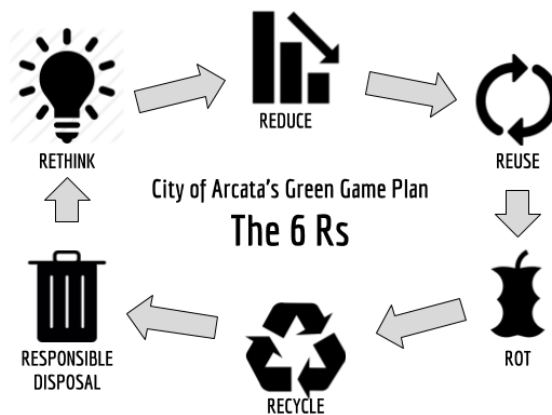 RETHINK
REDUCE
REUSE
City of Arcata's Green Game Plan
The 6 Rs
ROT
RECYCLE
RESPONSIBLE
DISPOSAL